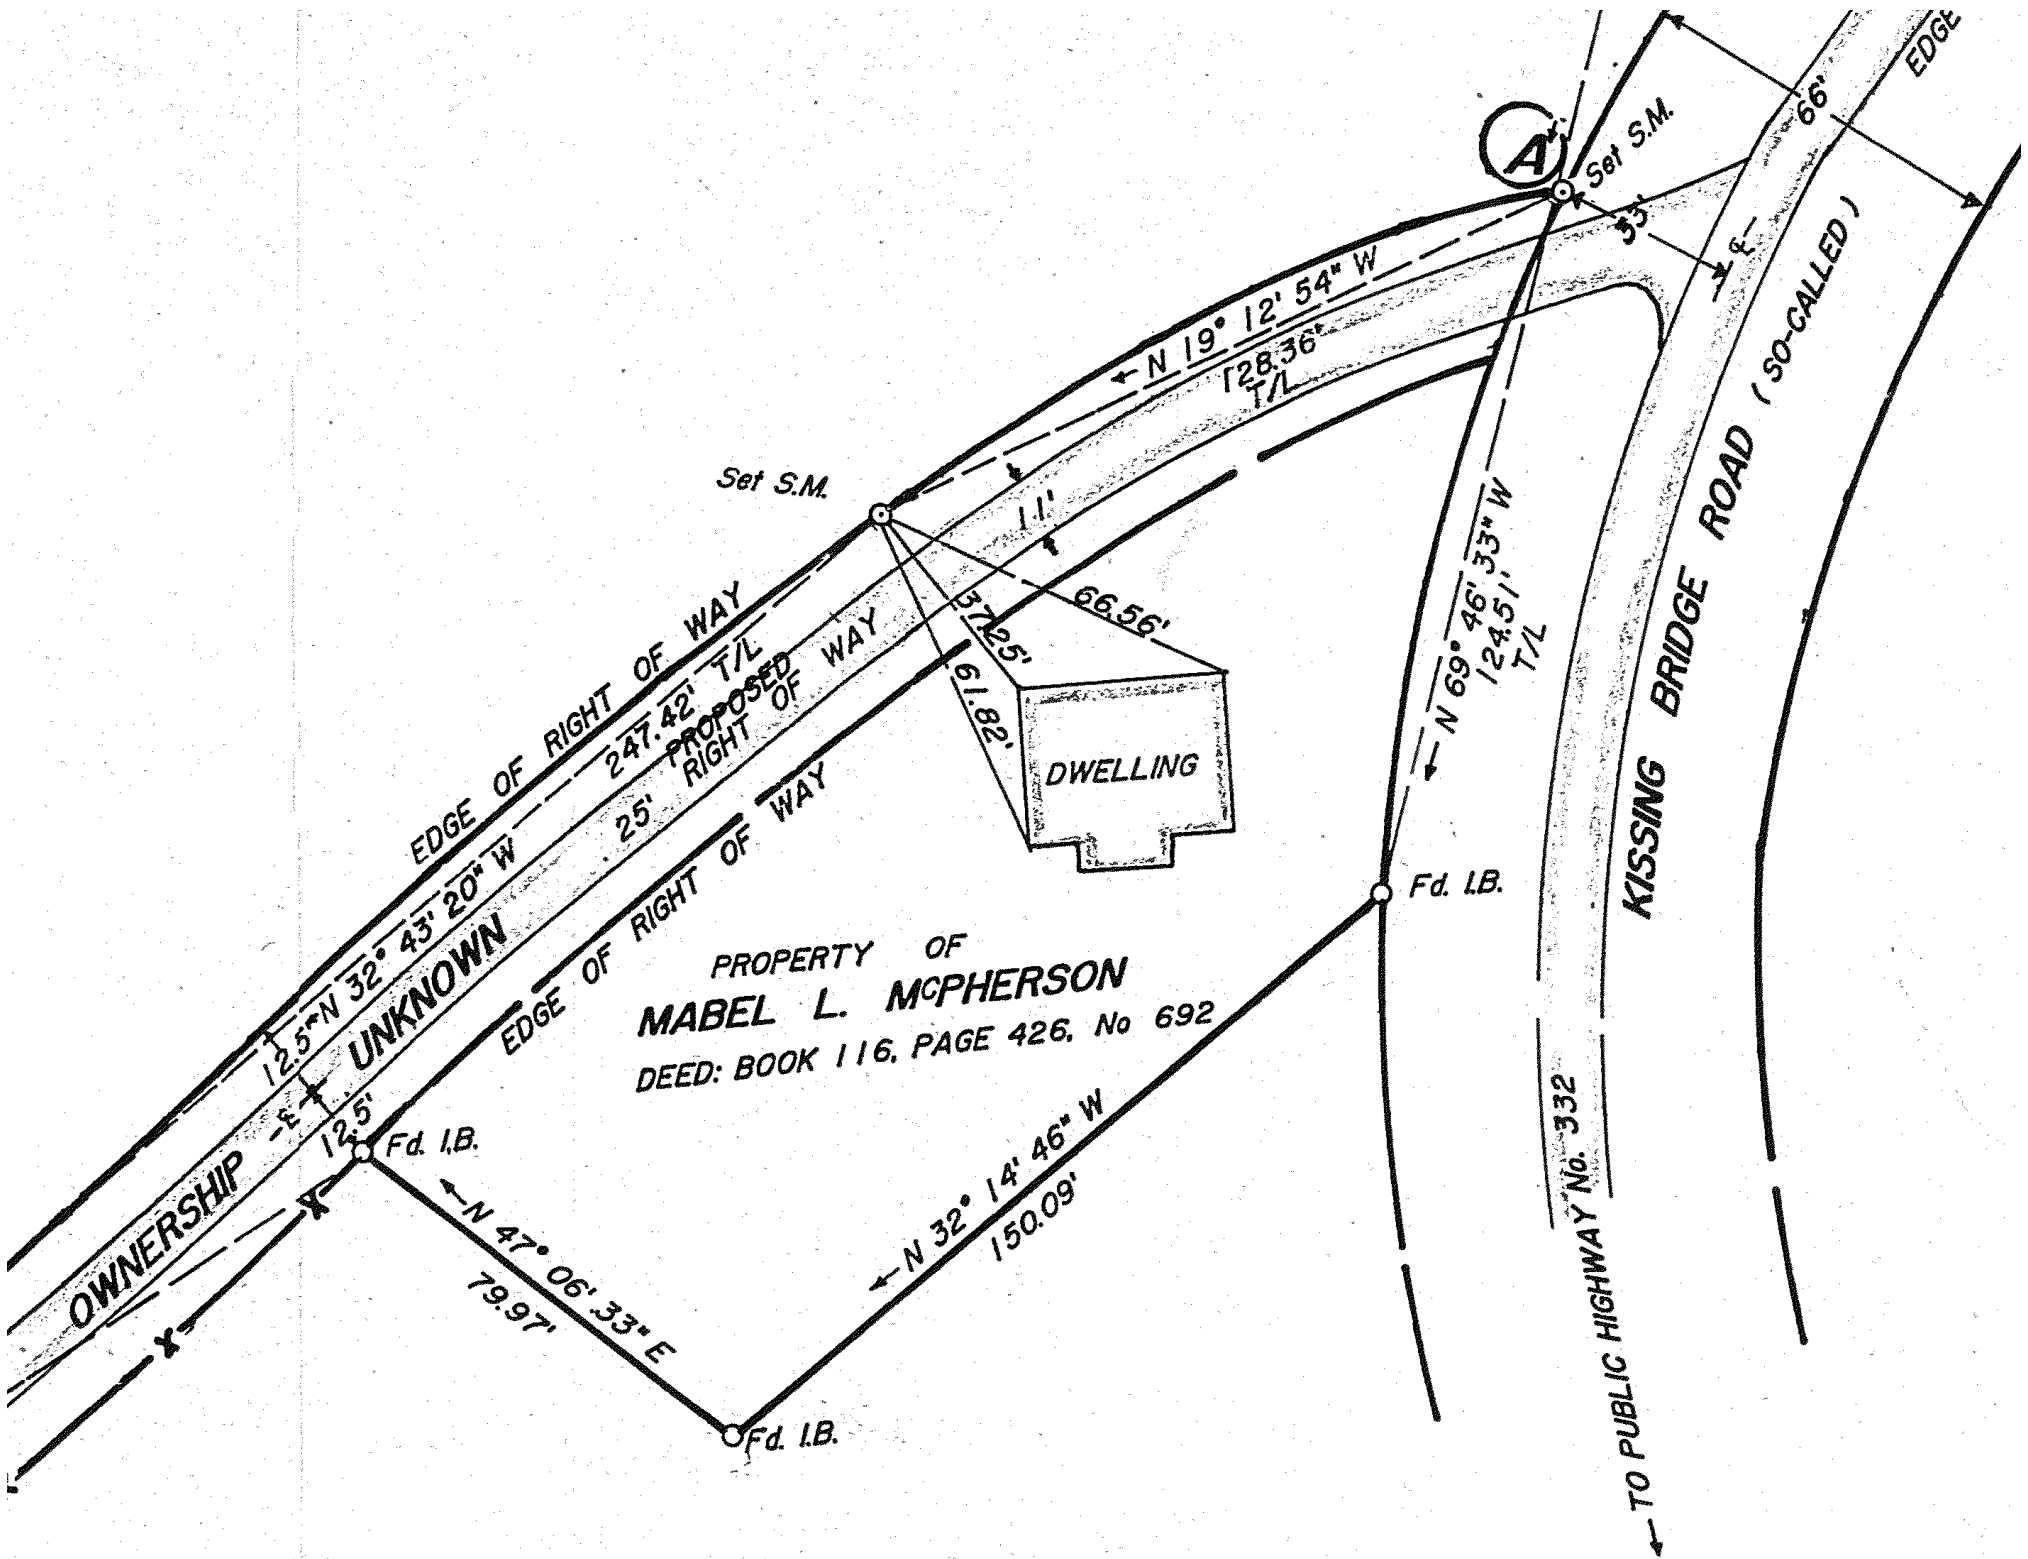 EDGE
66'
A
Set S.M.
33'
℄
N 19° 12' 54" W
128.36'
T/L
Set S.M.
11'
KISSING BRIDGE ROAD ( SO-CALLED )
N 69° 46' 33" W
124.51'
T/L
66.56'
37.25'
61.82'
DWELLING
EDGE OF RIGHT OF WAY
247.42' T/L
PROPOSED
25' RIGHT OF WAY
N 32° 43' 20" W
EDGE OF RIGHT OF WAY
Fd. I.B.
PROPERTY OF
MABEL L. McPHERSON
DEED: BOOK 116, PAGE 426, No 692
12.5'
℄
12.5'
OWNERSHIP UNKNOWN
Fd. I.B.
N 47° 06' 33" E
79.97'
N 32° 14' 46" W
150.09'
Fd. I.B.
TO PUBLIC HIGHWAY No. 332